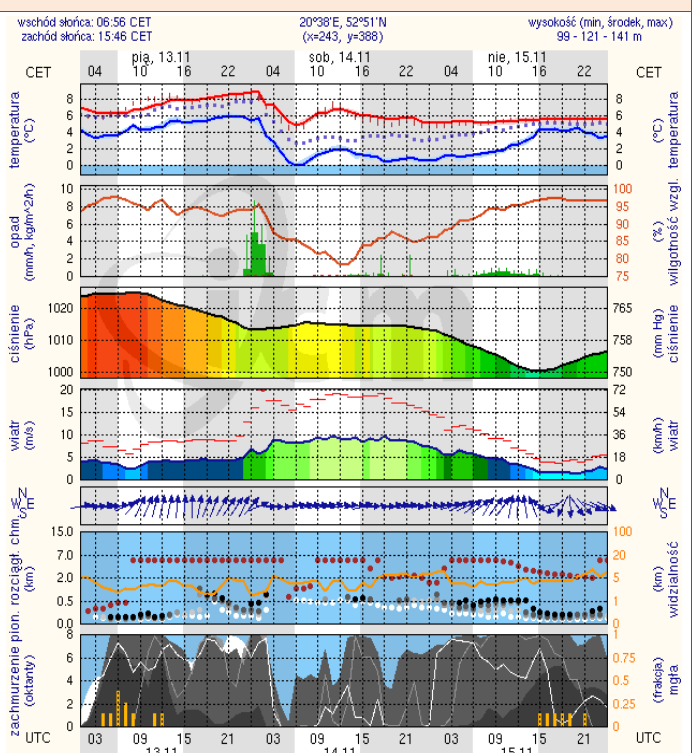 wschód słońca: 06:56 CET
zachód słońca: 15:46 CET
20°38'E, 52°51'N
(x=243, y=388)
wysokość (min, środek, max)
99 - 121 - 141 m
pią, 13.11 sob, 14.11 nie, 15.11
CET 04 10 16 22 04 10 16 22 04 10 16 22 CET
temperatura
(°C)
8
6
4
2
0
8
6
4
2
0
(°C)
temperatura
opad
(mm/h, kg/m^2/h)
10
8
6
4
2
0
100
95
90
85
80
75
(%)
wilgotność wzgl.
ciśnienie
(hPa)
1020
1010
1000
765
758
750
(mm Hg)
ciśnienie
wiatr
(m/s)
20
15
10
5
0
72
54
36
18
0
(km/h)
wiatr
N
W E
S
N
W E
S
pion. rozciągł. chm.
(km)
15.0
7.0
2.0
0.5
0.0
100
20
5
1
0
(km)
widzialność
zachmurzenie
(oktanty)
8
6
4
2
0
1
0.75
0.5
0.25
0
(frakcja)
mgła
UTC 03 09 15 21 03 09 15 21 03 09 15 21 UTC
13.11 14.11 15.11